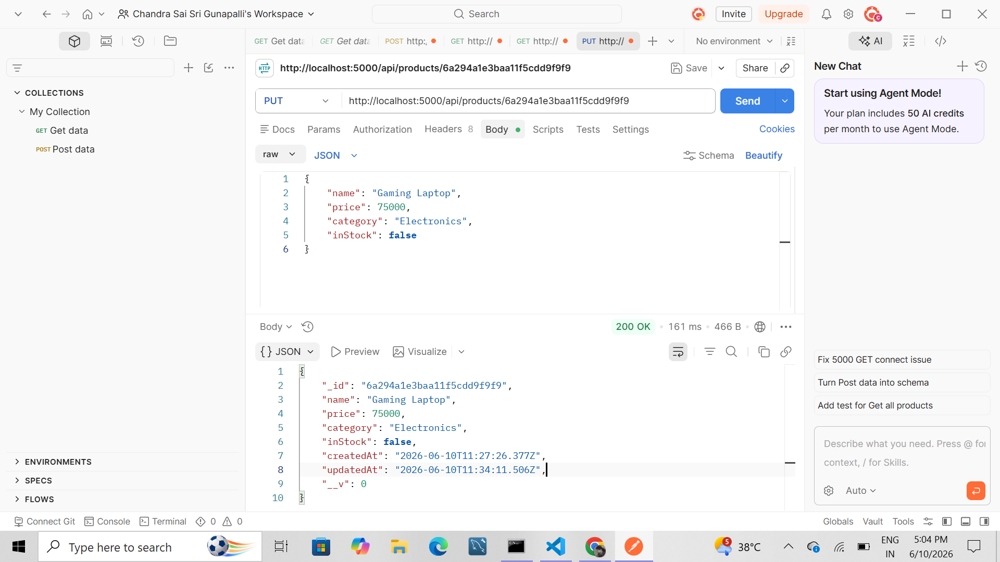 Chandra Sai Sri Gunapalli's Workspace
Search
Invite
Upgrade
C
GET Get data
GET Get data
POST http:/
GET http://
GET http://
PUT http://
No environment
AI
HTTP
http://localhost:5000/api/products/6a294a1e3baa11f5cdd9f9f9
Save
Share
New Chat
COLLECTIONS
My Collection
GET Get data
POST Post data
PUT
http://localhost:5000/api/products/6a294a1e3baa11f5cdd9f9f9
Send
Start using Agent Mode!
Your plan includes 50 AI credits
per month to use Agent Mode.
Docs
Params
Authorization
Headers 8
Body
Scripts
Tests
Settings
Cookies
raw
JSON
Schema
Beautify
1 {
2 "name": "Gaming Laptop",
3 "price": 75000,
4 "category": "Electronics",
5 "inStock": false
6 }
Body
200 OK
161 ms
466 B
{} JSON
Preview
Visualize
1 {
2 "_id": "6a294a1e3baa11f5cdd9f9f9",
3 "name": "Gaming Laptop",
4 "price": 75000,
5 "category": "Electronics",
6 "inStock": false,
7 "createdAt": "2026-06-10T11:27:26.377Z",
8 "updatedAt": "2026-06-10T11:34:11.506Z",
9 "__v": 0
10 }
Fix 5000 GET connect issue
Turn Post data into schema
Add test for Get all products
Describe what you need. Press @ for
context, / for Skills.
Auto
ENVIRONMENTS
SPECS
FLOWS
Connect Git
Console
Terminal
0
0
Globals
Vault
Tools
Type here to search
5
38°C
ENG
IN
5:04 PM
6/10/2026